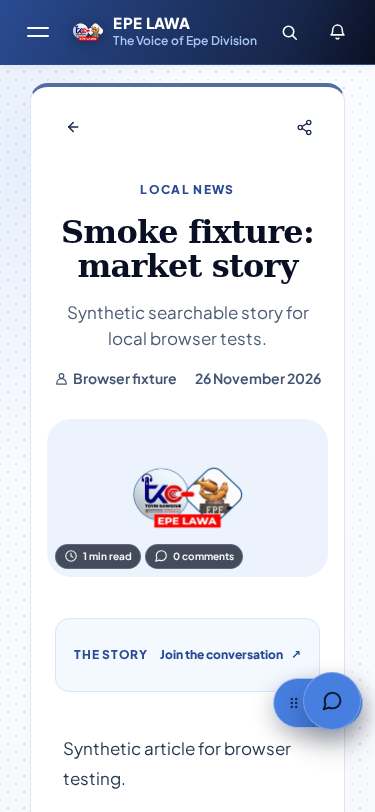 EPE LAWA
The Voice of Epe Division
LOCAL NEWS
Smoke fixture:
market story
Synthetic searchable story for
local browser tests.
Browser fixture 26 November 2026
EPE
EPE LAWA
1 min read 0 comments
THE STORY Join the conversation ↗
Synthetic article for browser
testing.